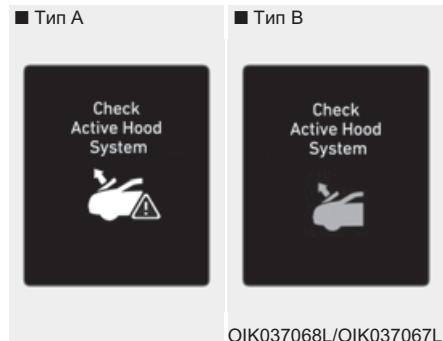 ■ Тип A
Check
Active Hood
System
■ Тип B
Check
Active Hood
System
OIK037068L/OIK037067L